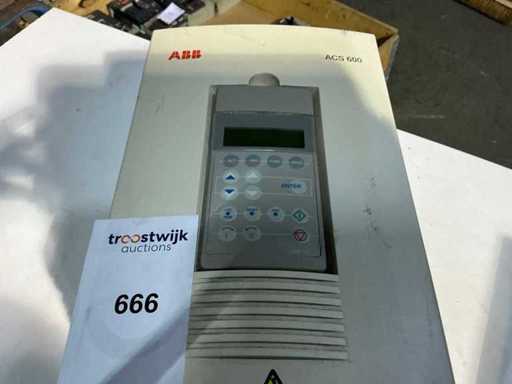 ABB
ACS 600
ENTER
troostwijk
auctions
666